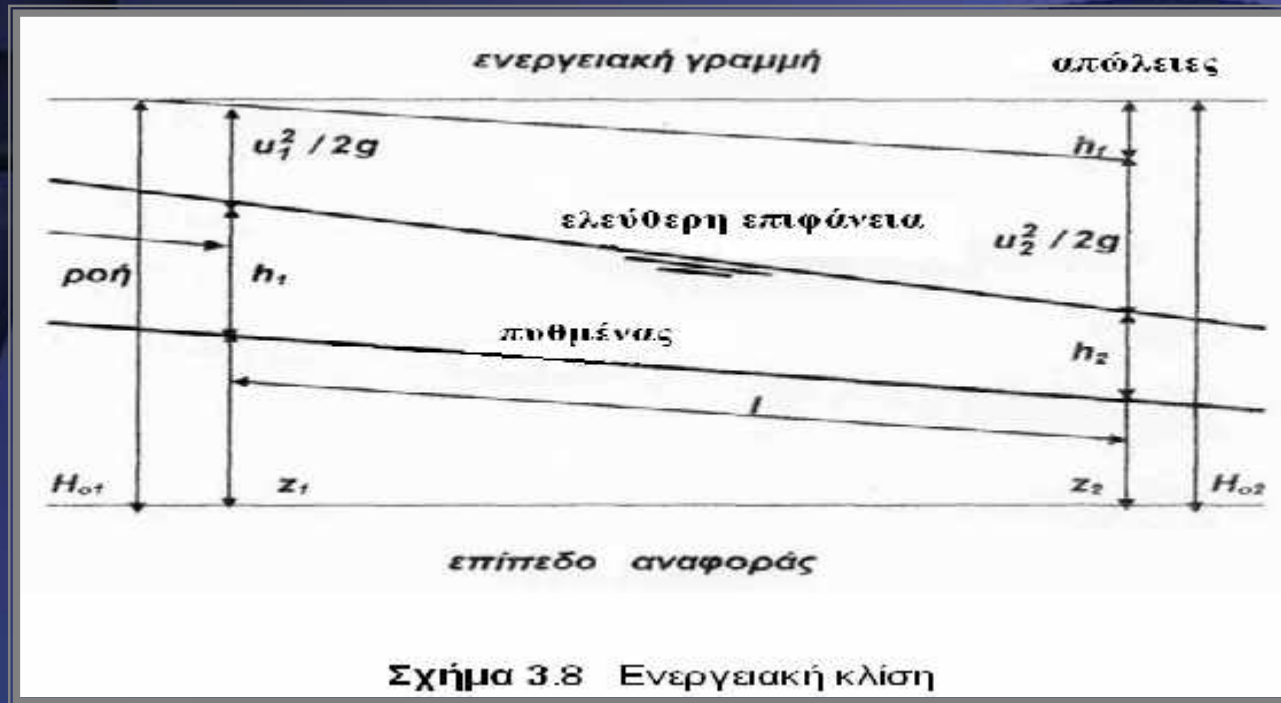 ενεργειακή γραμμή
απώλειες
u₁² / 2g
h_f
ελεύθερη επιφάνεια
u₂² / 2g
ροή
h₁
πυθμένας
h₂
l
H₀₁
z₁
z₂
H₀₂
επίπεδο αναφοράς
Σχήμα 3.8 Ενεργειακή κλίση